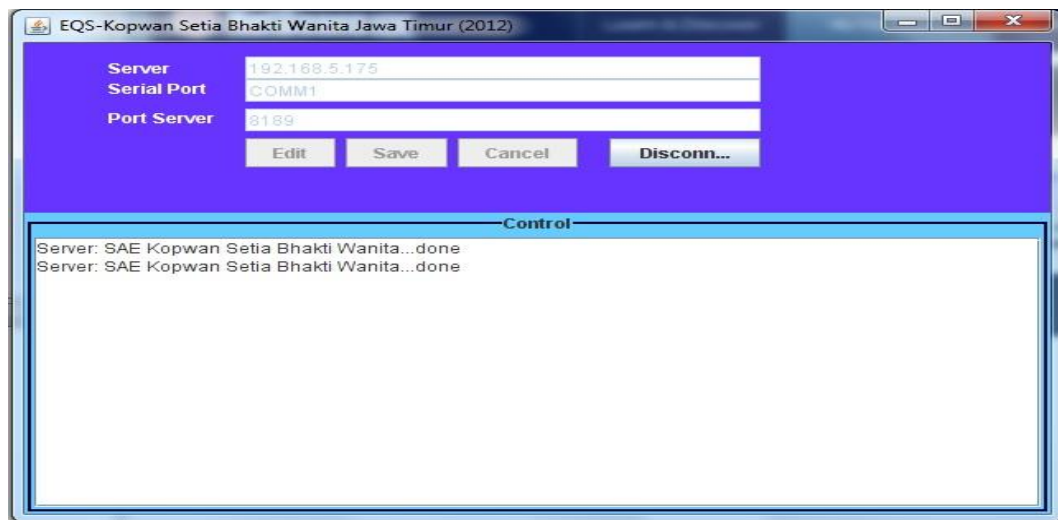 EQS-Kopwan Setia Bhakti Wanita Jawa Timur (2012)
Server 192.168.5.175
Serial Port COMM1
Port Server 8189
Edit Save Cancel Disconn...
Control
Server: SAE Kopwan Setia Bhakti Wanita...done
Server: SAE Kopwan Setia Bhakti Wanita...done